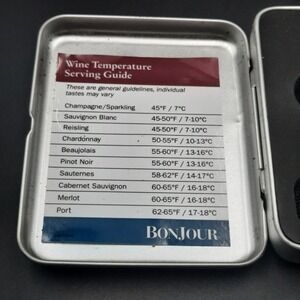 Wine Temperature
Serving Guide
These are general guidelines, individual
tastes may vary
Champagne/Sparkling 45°F / 7°C
Sauvignon Blanc 45-50°F / 7-10°C
Reisling 45-50°F / 7-10°C
Chardonnay 50-55°F / 10-13°C
Beaujolais 55-60°F / 13-16°C
Pinot Noir 55-60°F / 13-16°C
Sauternes 58-62°F / 14-17°C
Cabernet Sauvignon 60-65°F / 16-18°C
Merlot 60-65°F / 16-18°C
Port 62-65°F / 17-18°C
BONJOUR